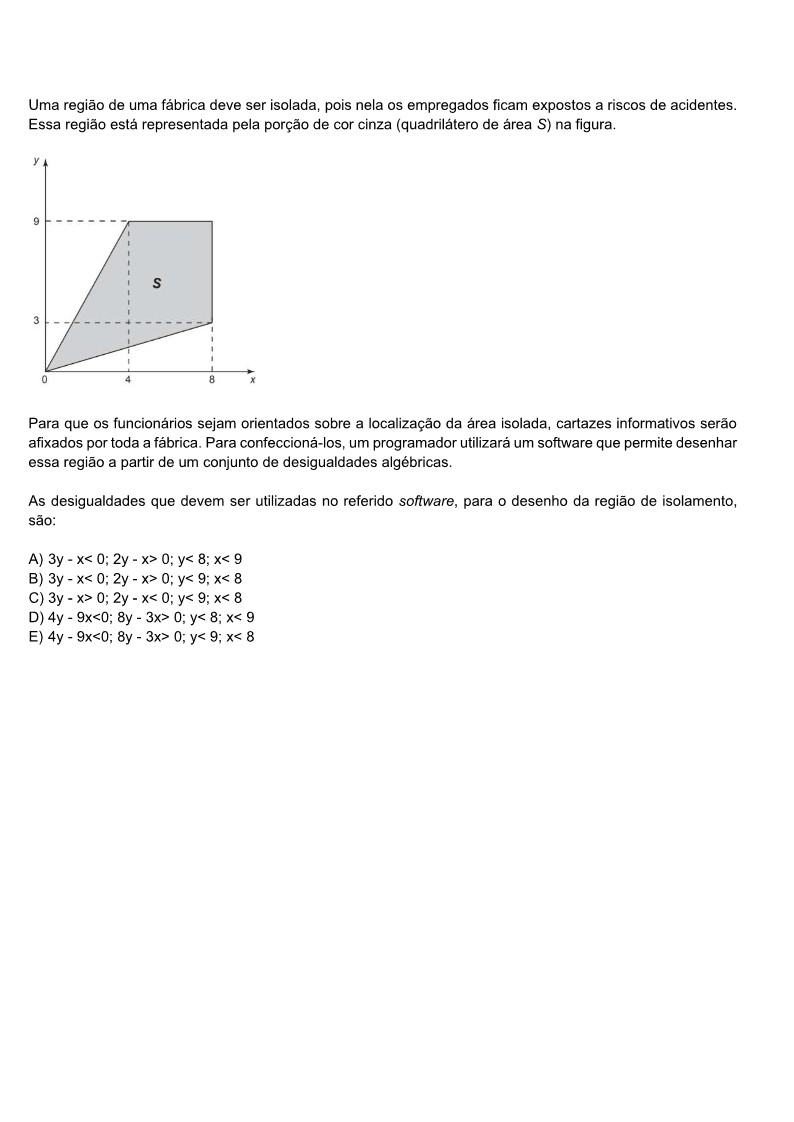 Uma região de uma fábrica deve ser isolada, pois nela os empregados ficam expostos a riscos de acidentes.
Essa região está representada pela porção de cor cinza (quadrilátero de área S) na figura.
y
9
S
3
0 4 8 x
Para que os funcionários sejam orientados sobre a localização da área isolada, cartazes informativos serão
afixados por toda a fábrica. Para confeccioná-los, um programador utilizará um software que permite desenhar
essa região a partir de um conjunto de desigualdades algébricas.
As desigualdades que devem ser utilizadas no referido software, para o desenho da região de isolamento,
são:
A) 3y - x< 0; 2y - x> 0; y< 8; x< 9
B) 3y - x< 0; 2y - x> 0; y< 9; x< 8
C) 3y - x> 0; 2y - x< 0; y< 9; x< 8
D) 4y - 9x<0; 8y - 3x> 0; y< 8; x< 9
E) 4y - 9x<0; 8y - 3x> 0; y< 9; x< 8